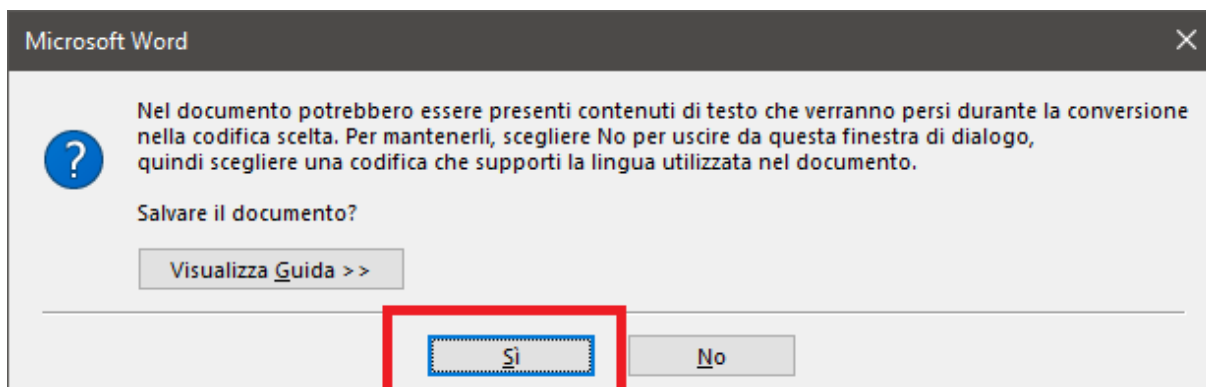 Microsoft Word
Nel documento potrebbero essere presenti contenuti di testo che verranno persi durante la conversione
nella codifica scelta. Per mantenerli, scegliere No per uscire da questa finestra di dialogo,
quindi scegliere una codifica che supporti la lingua utilizzata nel documento.
Salvare il documento?
Visualizza Guida >>
Sì No